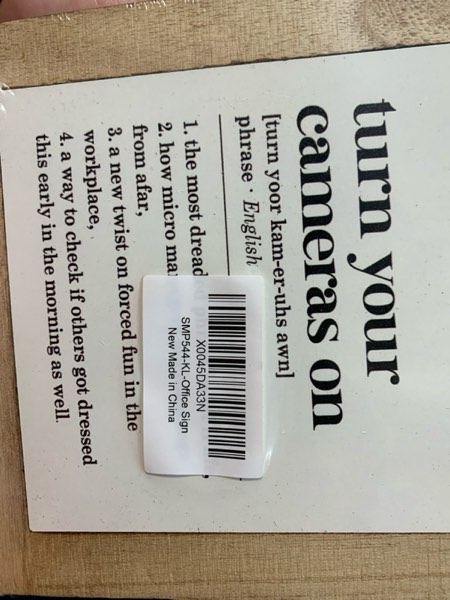 turn your
cameras on
[turn yoor kam-er-uhs awn]
phrase · English
1. the most dread
2. how micro ma
from afar,
3. a new twist on forced fun in the
workplace,
4. a way to check if others got dressed
this early in the morning as well.
X0045DA33N
SMP544-KL-Office Sign
New Made in China